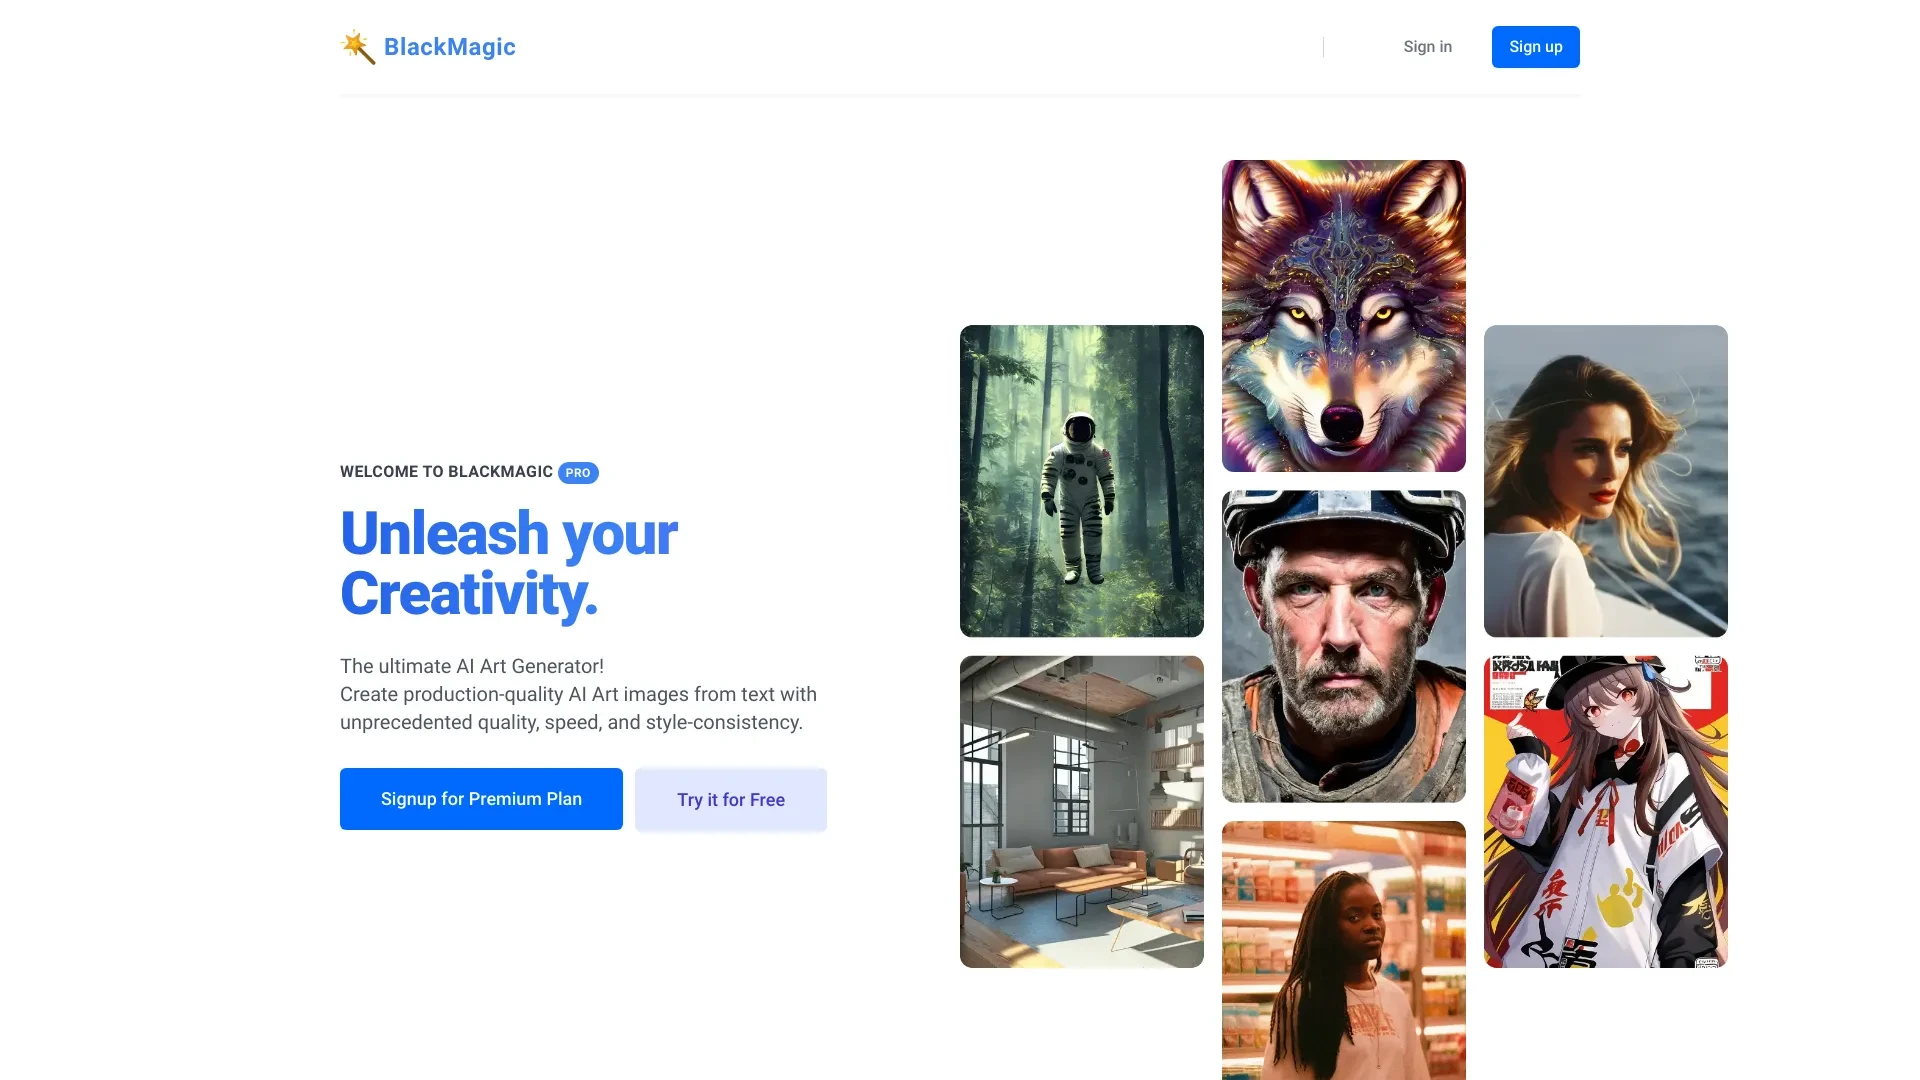 BlackMagic
Sign in
Sign up
WELCOME TO BLACKMAGIC PRO
Unleash your
Creativity.
The ultimate AI Art Generator!
Create production-quality AI Art images from text with
unprecedented quality, speed, and style-consistency.
Signup for Premium Plan
Try it for Free